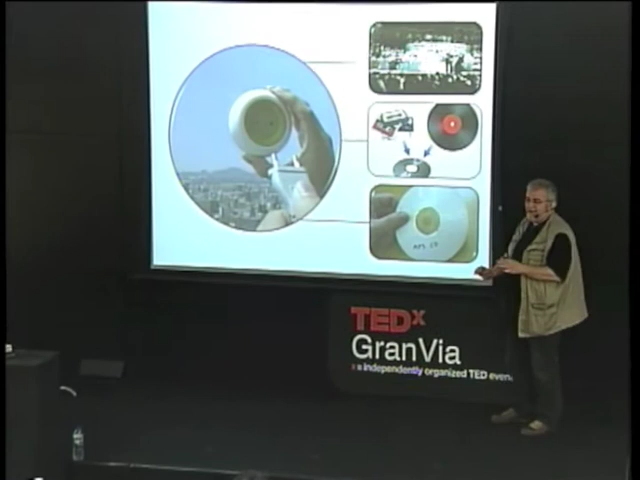 TEDx
GranVia
x = independently organized TED event